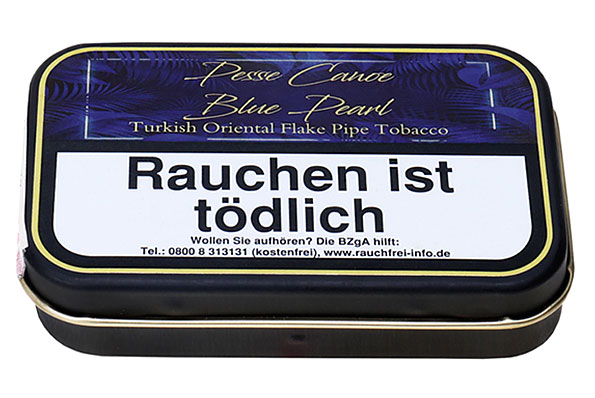 Pesse Canoe
Blue Pearl
Turkish Oriental Flake Pipe Tobacco
Rauchen ist
tödlich
Wollen Sie aufhören? Die BZgA hilft:
Tel.: 0800 8 313131 (kostenfrei), www.rauchfrei-info.de